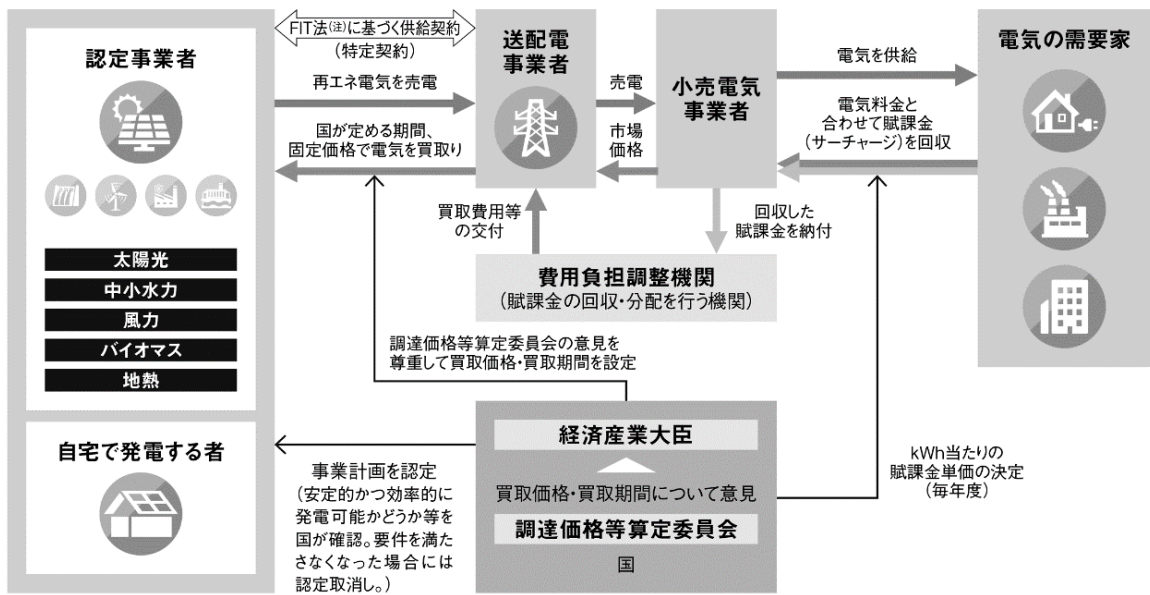 認定事業者
太陽光
中小水力
風力
バイオマス
地熱
自宅で発電する者
FIT法(注)に基づく供給契約
(特定契約)
再エネ電気を売電
国が定める期間、
固定価格で電気を買取り
送配電
事業者
売電
市場
価格
小売電気
事業者
電気を供給
電気料金と
合わせて賦課金
(サーチャージ)を回収
電気の需要家
買取費用等
の交付
回収した
賦課金を納付
費用負担調整機関
(賦課金の回収・分配を行う機関)
調達価格等算定委員会の意見を
尊重して買取価格・買取期間を設定
事業計画を認定
(安定的かつ効率的に
発電可能かどうか等を
国が確認。要件を満た
さなくなった場合には
認定取消し。)
経済産業大臣
買取価格・買取期間について意見
調達価格等算定委員会
国
kWh当たりの
賦課金単価の決定
(毎年度)